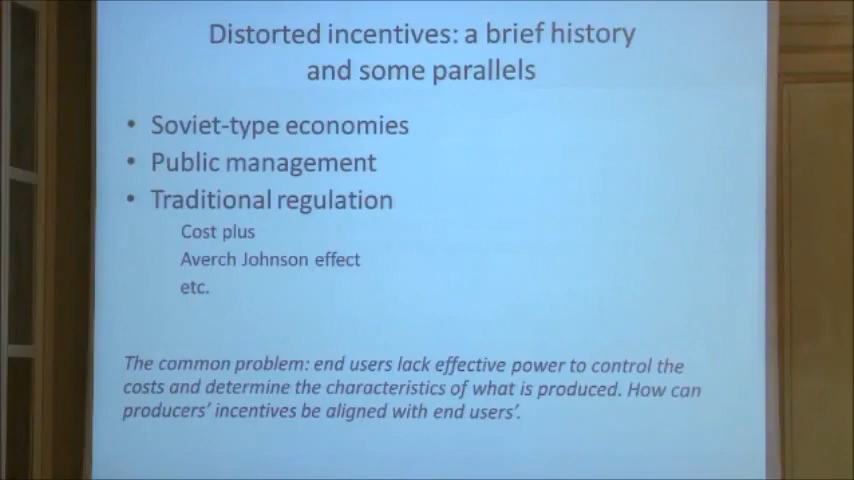 Distorted incentives: a brief history
and some parallels
• Soviet-type economies
• Public management
• Traditional regulation
Cost plus
Averch Johnson effect
etc.
The common problem: end users lack effective power to control the
costs and determine the characteristics of what is produced. How can
producers' incentives be aligned with end users'.